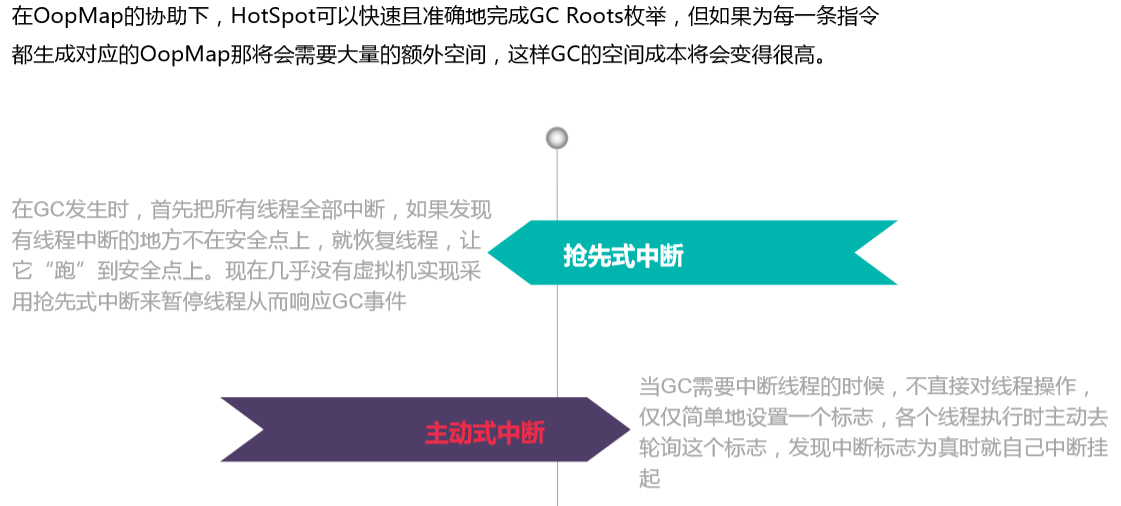 在OopMap的协助下，HotSpot可以快速且准确地完成GC Roots枚举，但如果为每一条指令
都生成对应的OopMap那将会需要大量的额外空间，这样GC的空间成本将会变得很高。
在GC发生时，首先把所有线程全部中断，如果发现
有线程中断的地方不在安全点上，就恢复线程，让
它“跑”到安全点上。现在几乎没有虚拟机实现采
用抢先式中断来暂停线程从而响应GC事件
抢先式中断
主动式中断
当GC需要中断线程的时候，不直接对线程操作，
仅仅简单地设置一个标志，各个线程执行时主动去
轮询这个标志，发现中断标志为真时就自己中断挂
起